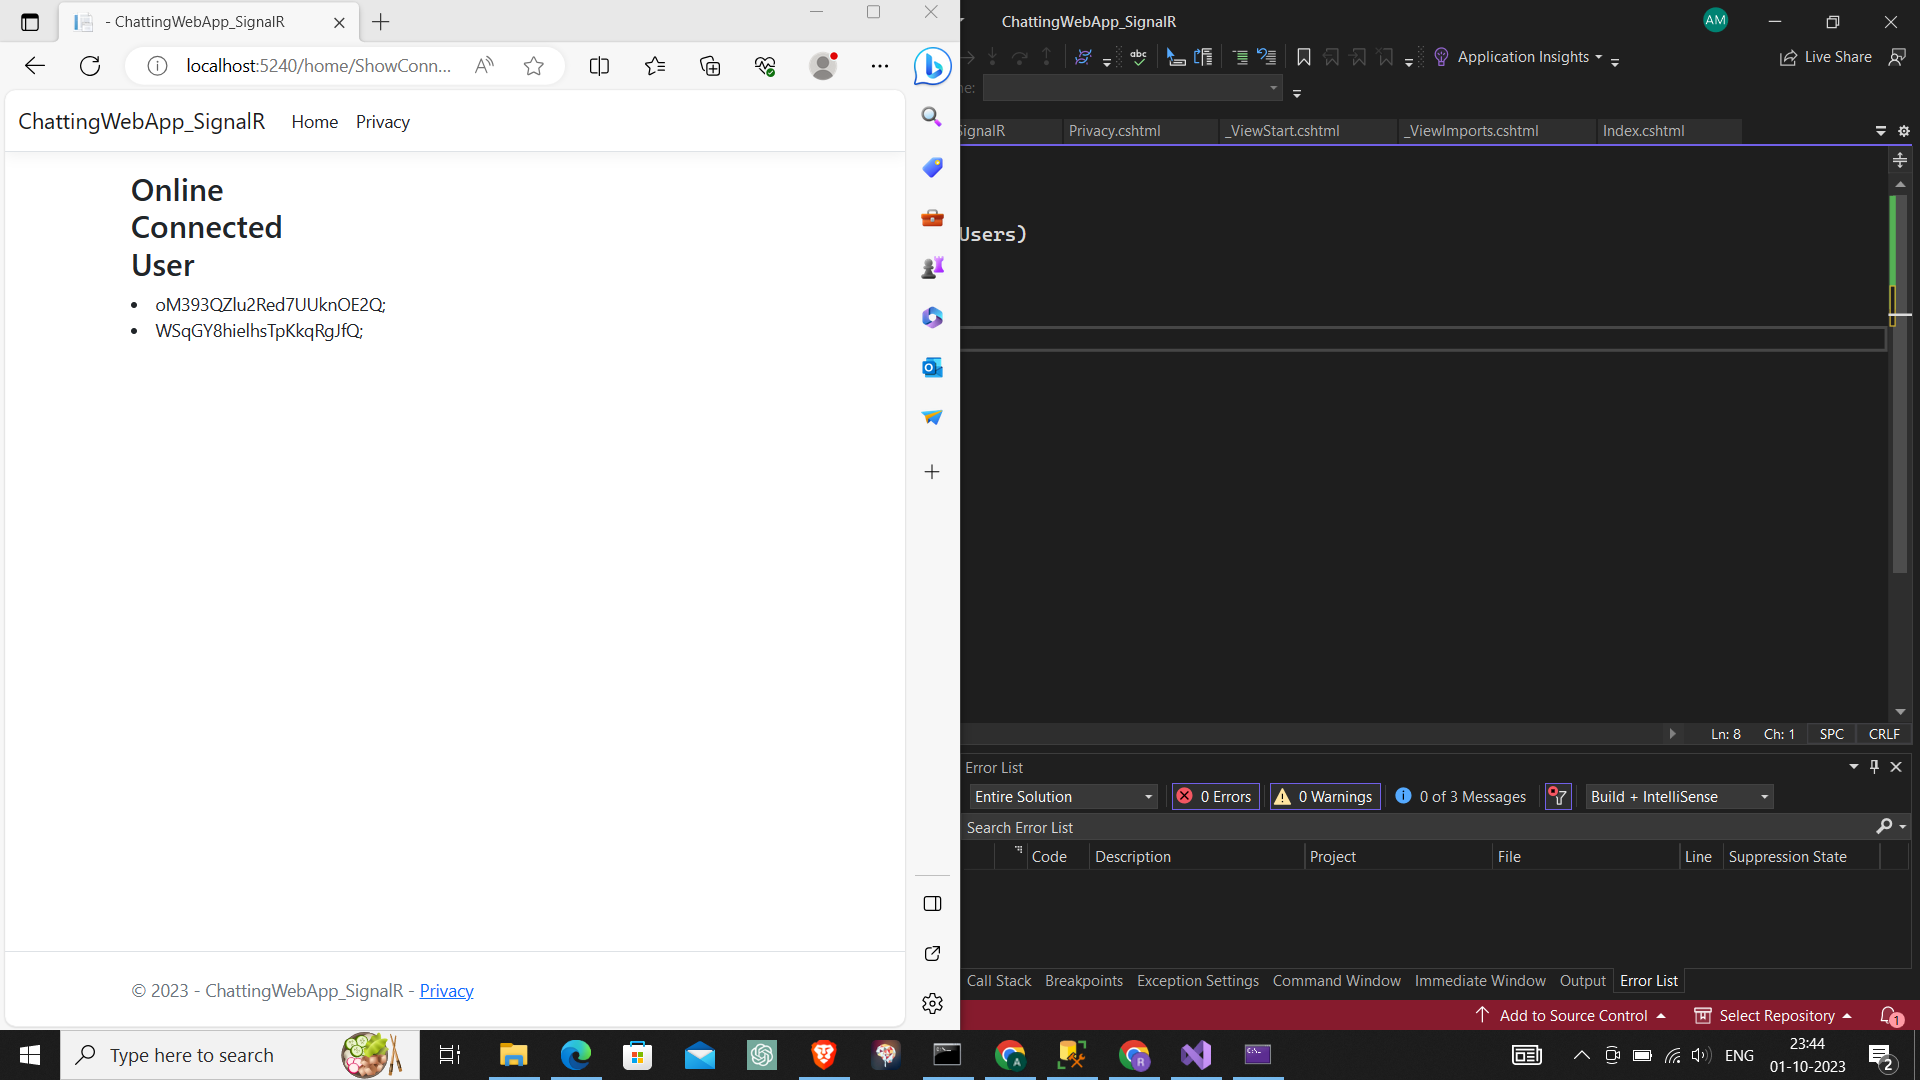 - ChattingWebApp_SignalR
localhost:5240/home/ShowConn...
ChattingWebApp_SignalR Home Privacy
Online
Connected
User
oM393QZlu2Red7UUknOE2Q;
WSqGY8hielhsTpKkqRgJfQ;
© 2023 - ChattingWebApp_SignalR - Privacy
ChattingWebApp_SignalR
AM
abc
Application Insights
Live Share
SignalR Privacy.cshtml _ViewStart.cshtml _ViewImports.cshtml Index.cshtml
Users)
Ln: 8 Ch: 1 SPC CRLF
Error List
Entire Solution 0 Errors 0 Warnings 0 of 3 Messages Build + IntelliSense
Search Error List
Code Description Project File Line Suppression State
Call Stack Breakpoints Exception Settings Command Window Immediate Window Output Error List
Add to Source Control Select Repository 1
Type here to search
A
R
ENG
23:44
01-10-2023
2